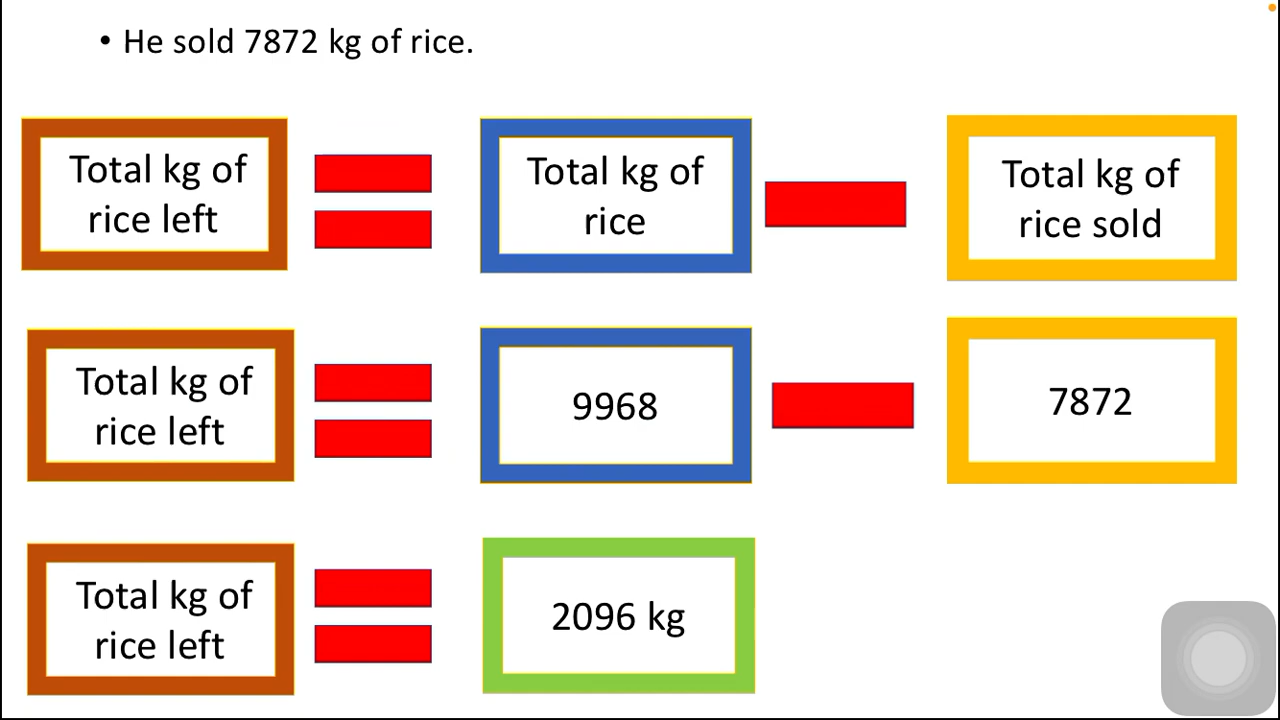 • He sold 7872 kg of rice.
Total kg of
rice left
Total kg of
rice
Total kg of
rice sold
Total kg of
rice left
9968
7872
Total kg of
rice left
2096 kg